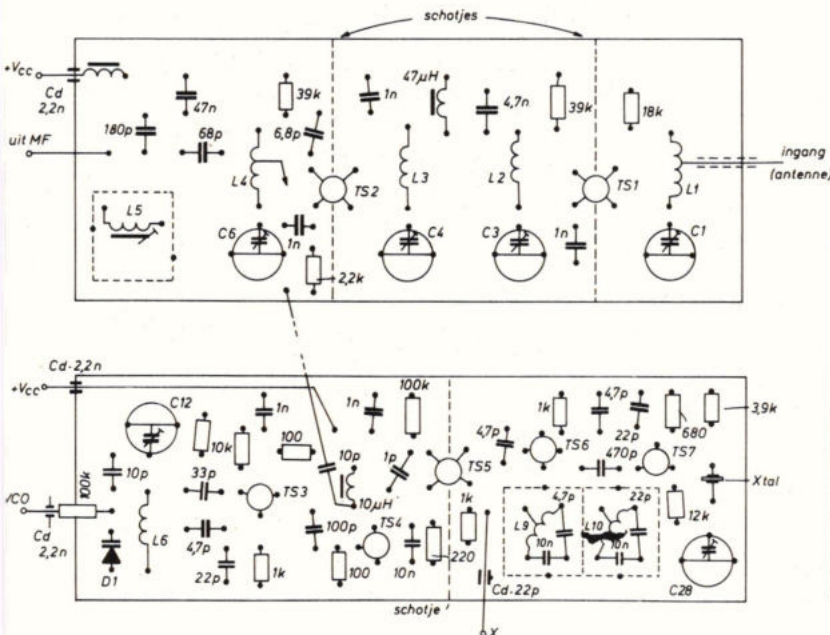 schotjes
+Vcc
Cd
2,2n
47n
39k
1n
47µH
4,7n
39k
18k
180p
68p
6,8p
uit MF
L4
TS2
L3
L2
TS1
L1
ingang
(antenne)
L5
C6
C4
C3
1n
C1
1n
2,2k
Cd-2,2n
+Vcc
C12
1n
1n
100k
1k
4,7p
22p
680
3,9k
10k
100
10p
1p
4,7p
TS6
470p
TS7
10p
33p
TS3
10µH
TS5
Xtal
VCO
100k
Cd
2,2n
L6
4,7p
100p
TS4
1k
L9
4,7p
10n
L10
22p
10n
12k
D1
22p
1k
100
10n
220
Cd-22p
C28
schotje
X